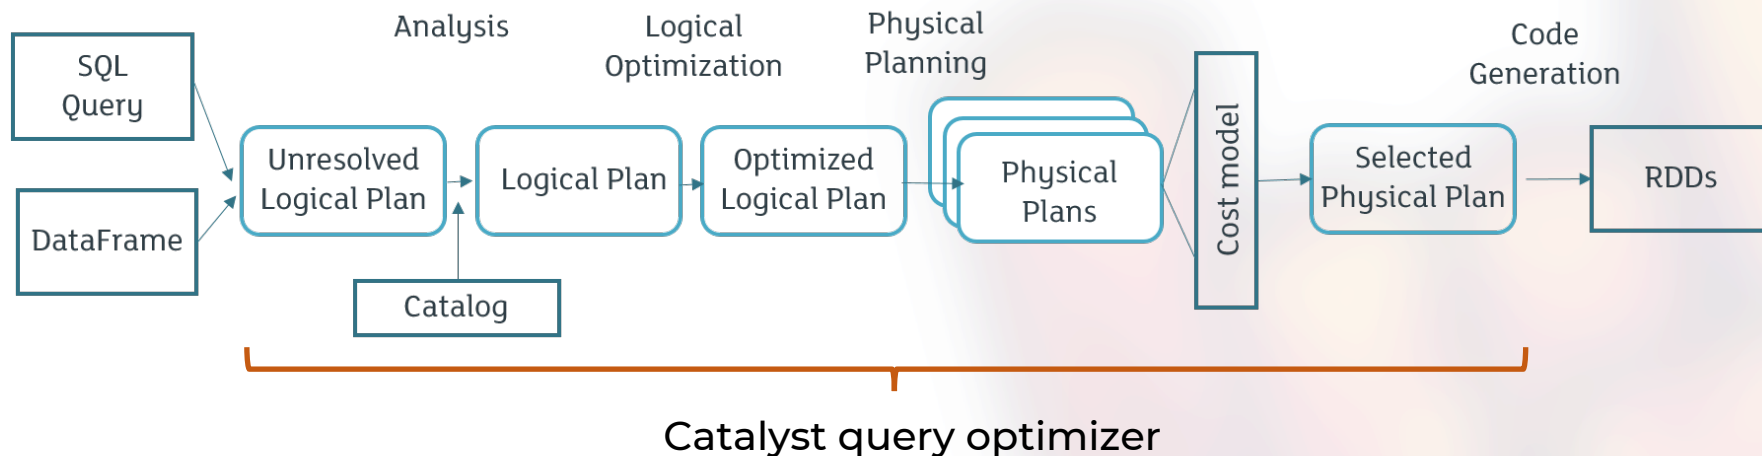 Analysis
Logical
Optimization
Physical
Planning
Code
Generation
SQL
Query
DataFrame
Unresolved
Logical Plan
Catalog
Logical Plan
Optimized
Logical Plan
Physical
Plans
Cost model
Selected
Physical Plan
RDDs
Catalyst query optimizer